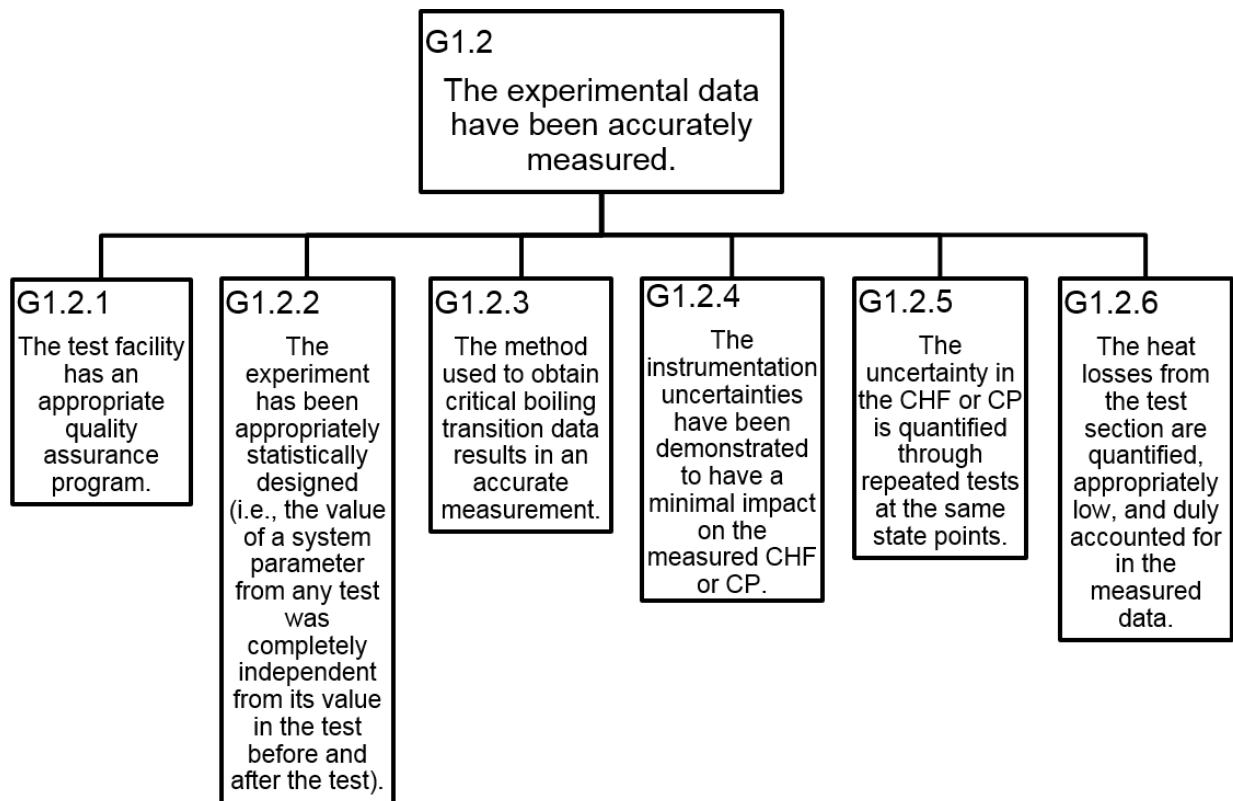 G1.2
The experimental data
have been accurately
measured.
G1.2.1
The test facility
has an
appropriate
quality
assurance
program.
G1.2.2
The
experiment
has been
appropriately
statistically
designed
(i.e., the value
of a system
parameter
from any test
was
completely
independent
from its value
in the test
before and
after the test).
G1.2.3
The method
used to obtain
critical boiling
transition data
results in an
accurate
measurement.
G1.2.4
The
instrumentation
uncertainties
have been
demonstrated
to have a
minimal impact
on the
measured CHF
or CP.
G1.2.5
The
uncertainty in
the CHF or CP
is quantified
through
repeated tests
at the same
state points.
G1.2.6
The heat
losses from
the test
section are
quantified,
appropriately
low, and duly
accounted for
in the
measured
data.